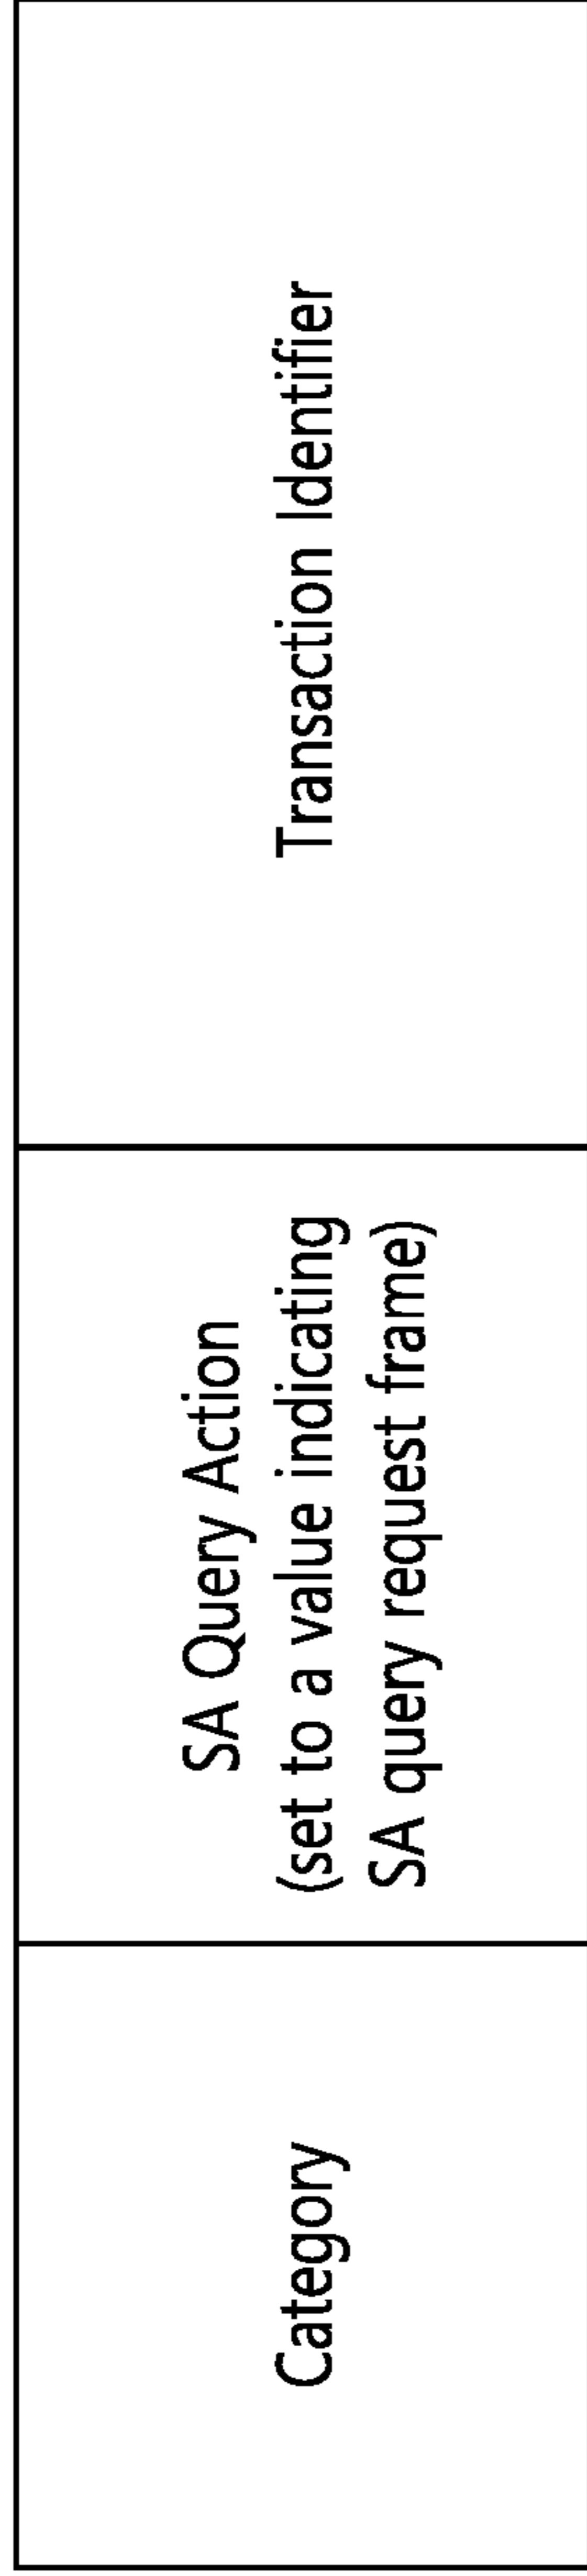 Category
SA Query Action
(set to a value indicating
SA query request frame)
Transaction Identifier